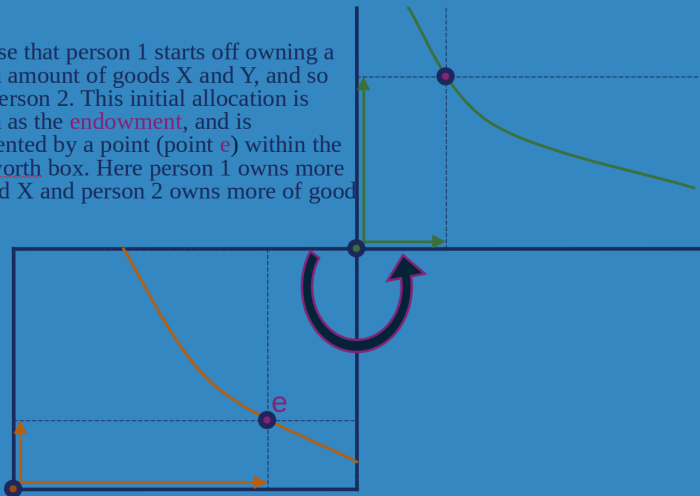 se that person 1 starts off owning a
amount of goods X and Y, and so
erson 2. This initial allocation is
as the endowment, and is
ented by a point (point e) within the
orth box. Here person 1 owns more
d X and person 2 owns more of good
e